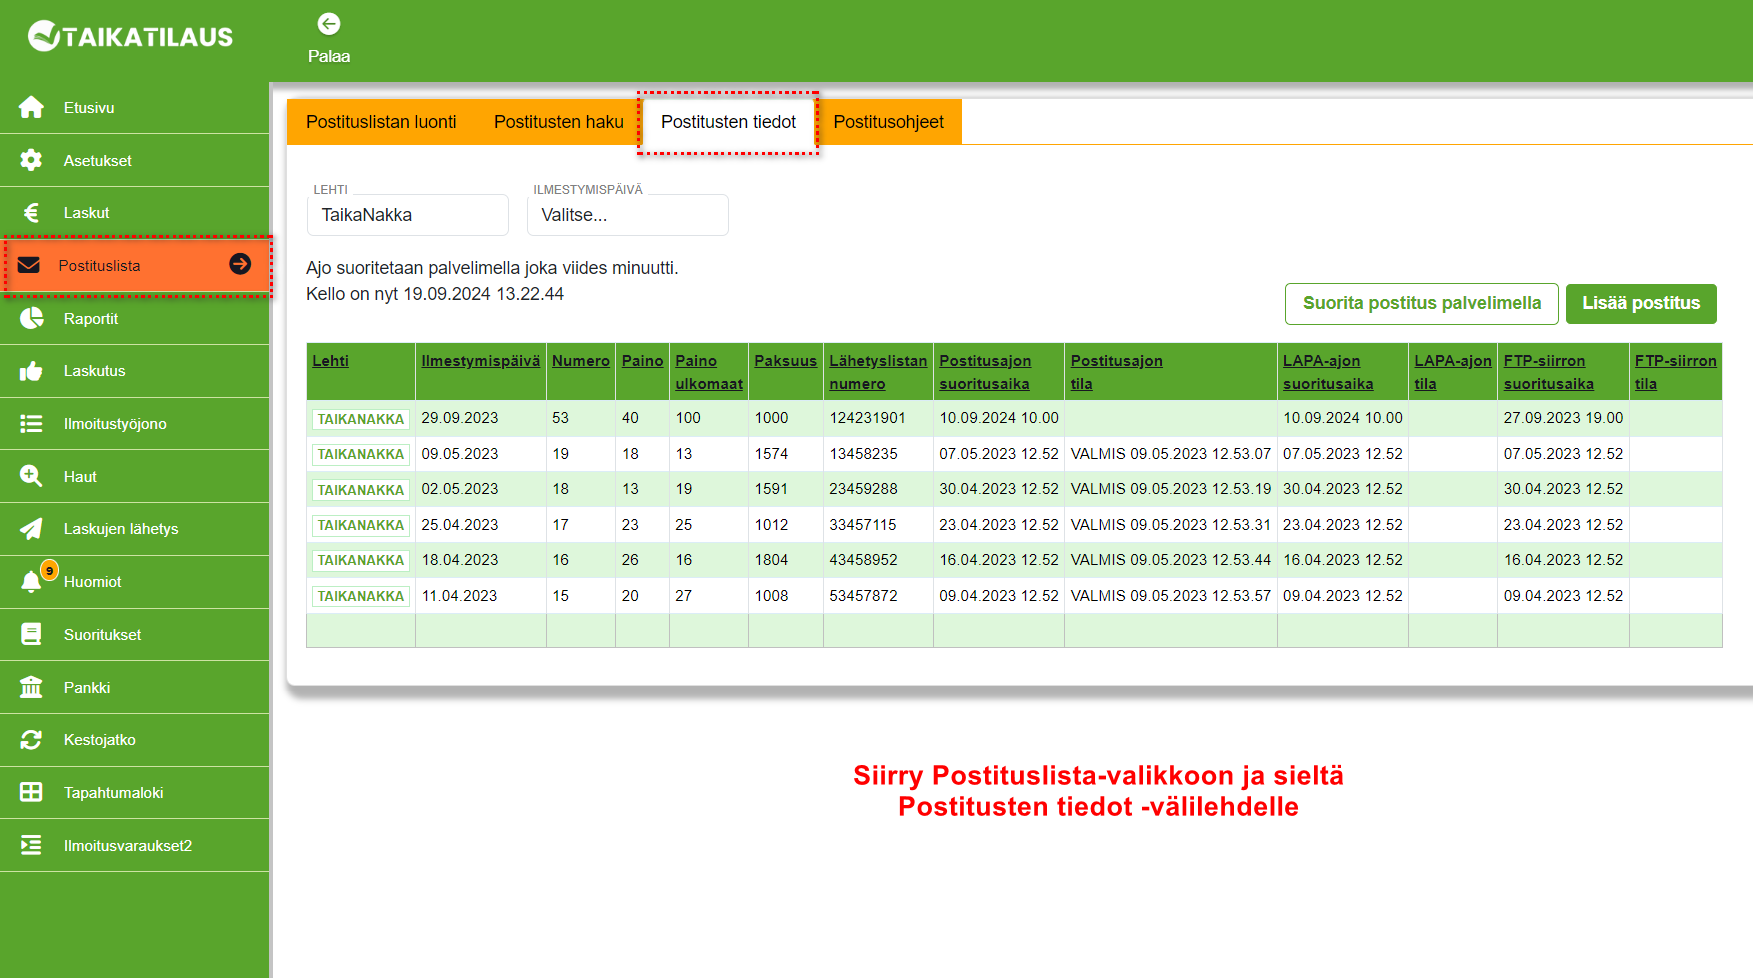 TAIKATILAUS
Palaa
Etusivu
Asetukset
Laskut
Postituslista
Raportit
Laskutus
Ilmoitustyöjono
Haut
Laskujen lähetys
9
Huomiot
Suoritukset
Pankki
Kestojatko
Tapahtumaloki
Ilmoitusvaraukset2
Postituslistan luonti Postitusten haku Postitusten tiedot Postitusohjeet
LEHTI ILMESTYMISPÄIVÄ
TaikaNakka Valitse...
Ajo suoritetaan palvelimella joka viides minuutti.
Kello on nyt 19.09.2024 13.22.44
Suorita postitus palvelimella Lisää postitus
Lehti Ilmestymispäivä Numero Paino Paino Paksuus Lähetyslistan Postitusajon Postitusajon LAPA-ajon LAPA-ajon FTP-siirron FTP-siirron
ulkomaat numero suoritusaika tila suoritusaika tila suoritusaika tila
TAIKANAKKA 29.09.2023 53 40 100 1000 124231901 10.09.2024 10.00 10.09.2024 10.00 27.09.2023 19.00
TAIKANAKKA 09.05.2023 19 18 13 1574 13458235 07.05.2023 12.52 VALMIS 09.05.2023 12.53.07 07.05.2023 12.52 07.05.2023 12.52
TAIKANAKKA 02.05.2023 18 13 19 1591 23459288 30.04.2023 12.52 VALMIS 09.05.2023 12.53.19 30.04.2023 12.52 30.04.2023 12.52
TAIKANAKKA 25.04.2023 17 23 25 1012 33457115 23.04.2023 12.52 VALMIS 09.05.2023 12.53.31 23.04.2023 12.52 23.04.2023 12.52
TAIKANAKKA 18.04.2023 16 26 16 1804 43458952 16.04.2023 12.52 VALMIS 09.05.2023 12.53.44 16.04.2023 12.52 16.04.2023 12.52
TAIKANAKKA 11.04.2023 15 20 27 1008 53457872 09.04.2023 12.52 VALMIS 09.05.2023 12.53.57 09.04.2023 12.52 09.04.2023 12.52
Siirry Postituslista-valikkoon ja sieltä
Postitusten tiedot -välilehdelle